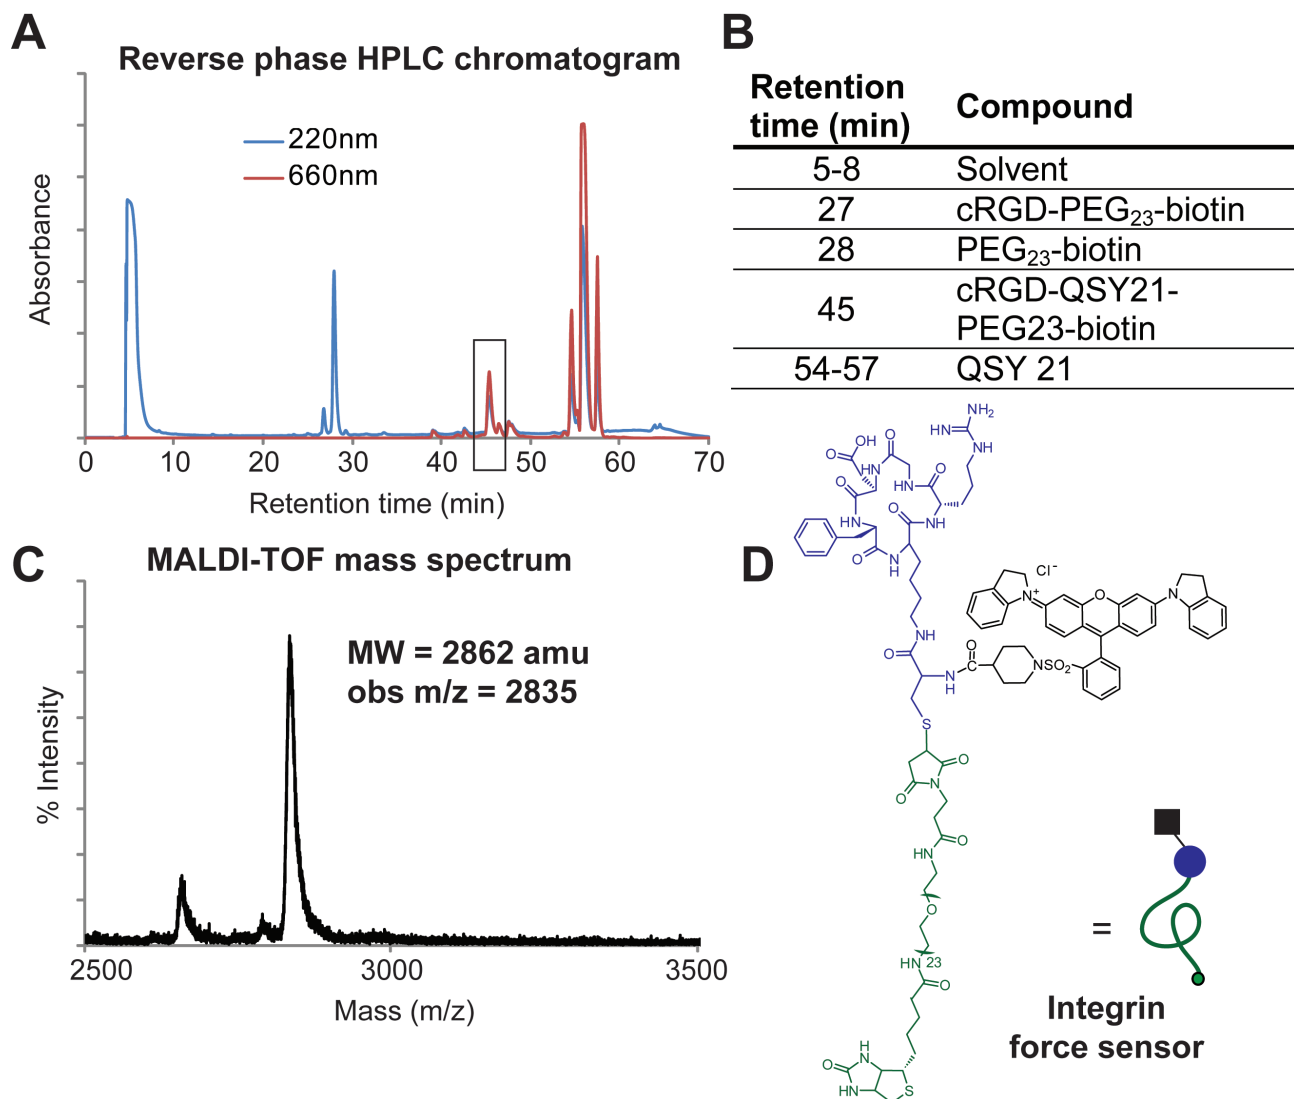 A
Reverse phase HPLC chromatogram
220nm
660nm
Absorbance
0 10 20 30 40 50 60 70
Retention time (min)
B
Retention time (min) Compound
5-8 Solvent
27 cRGD-PEG₂₃-biotin
28 PEG₂₃-biotin
45 cRGD-QSY21-
PEG23-biotin
54-57 QSY 21
C
MALDI-TOF mass spectrum
MW = 2862 amu
obs m/z = 2835
% Intensity
2500 3000 3500
Mass (m/z)
D
NH₂
HN
NH
OH
O
O
HN
O
NH
O
O
HN
O
NH
O
N
H
NH
O
N
H
O
NSO₂
Cl⁻
N⁺
O
N
S
O
N
O
O
HN
O
HN 23
O
H
N
O
HN
S
=
Integrin
force sensor